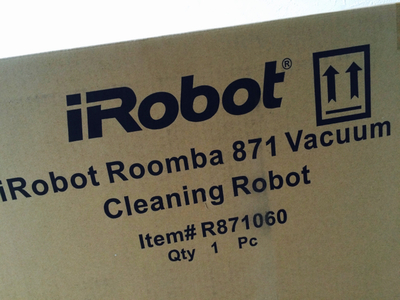 iRobot®
iRobot Roomba 871 Vacuum
Cleaning Robot
Item# R871060
Qty 1 Pc